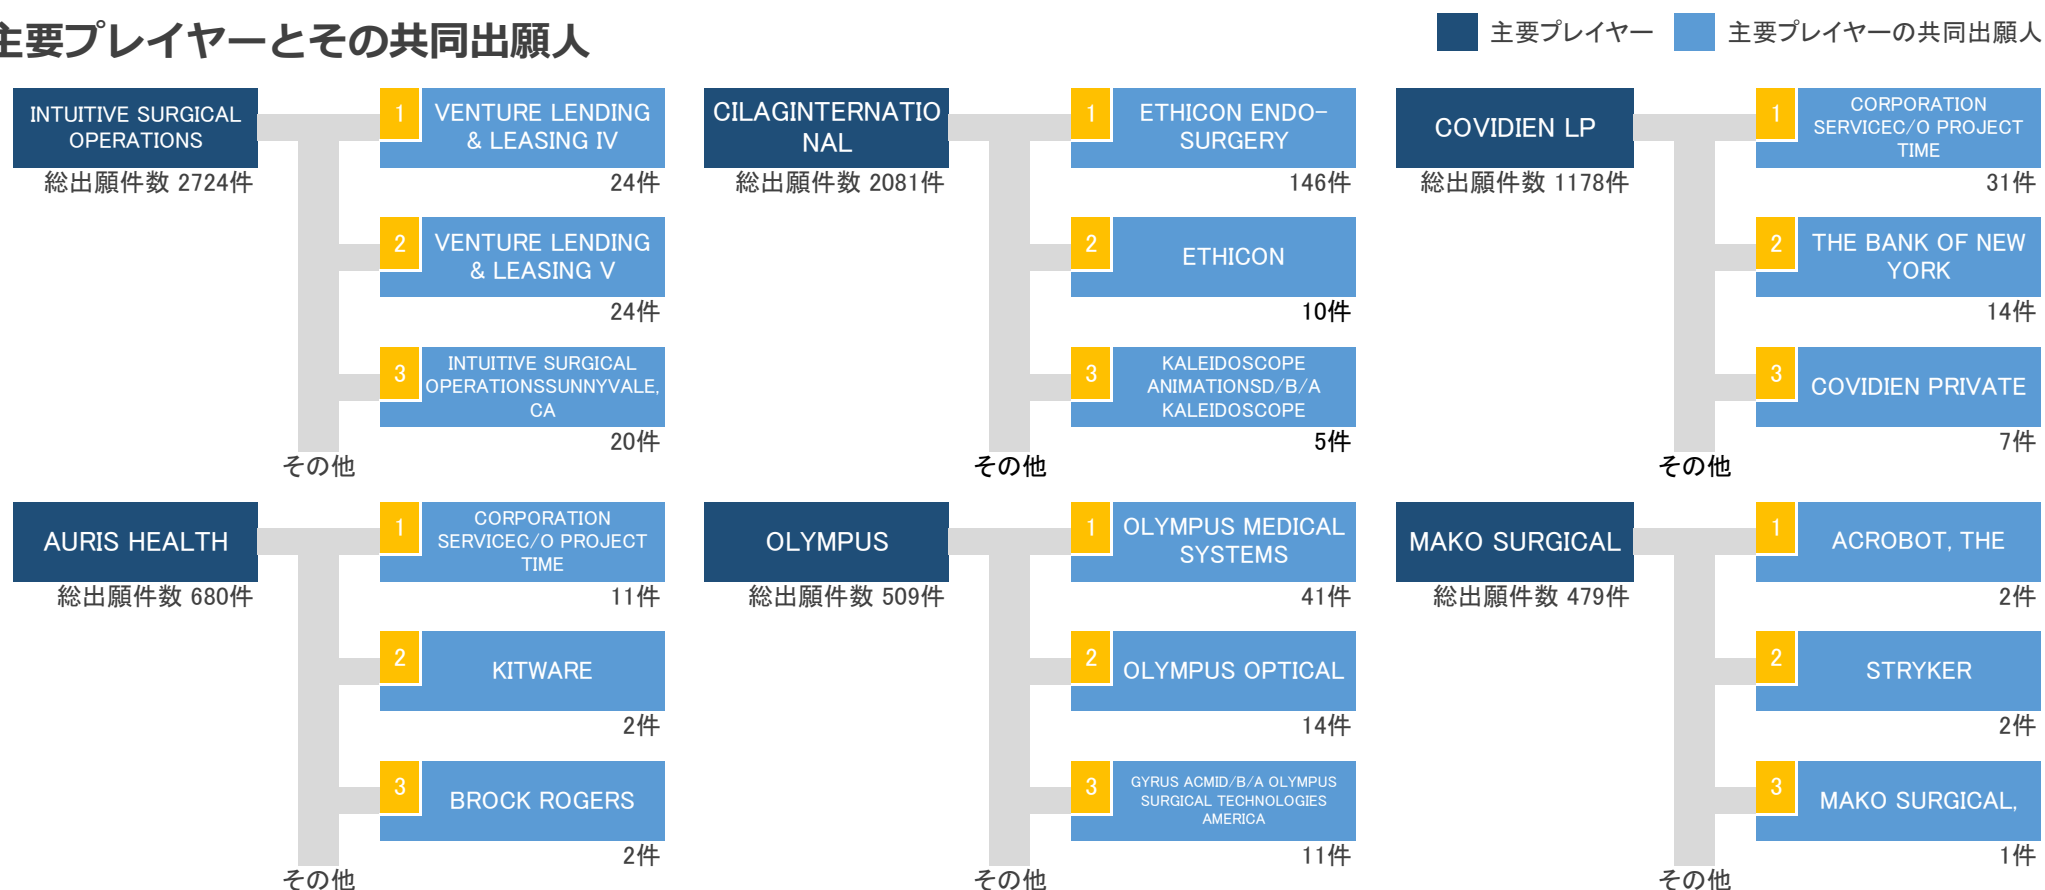 主要プレイヤーとその共同出願人
主要プレイヤー
主要プレイヤーの共同出願人
INTUITIVE SURGICAL
OPERATIONS
総出願件数 2724件
1
VENTURE LENDING
& LEASING IV
24件
2
VENTURE LENDING
& LEASING V
24件
3
INTUITIVE SURGICAL
OPERATIONSSUNNYVALE,
CA
20件
その他
CILAGINTERNATIO
NAL
総出願件数 2081件
1
ETHICON ENDO-
SURGERY
146件
2
ETHICON
10件
3
KALEIDOSCOPE
ANIMATIONSD/B/A
KALEIDOSCOPE
5件
その他
COVIDIEN LP
総出願件数 1178件
1
CORPORATION
SERVICEC/O PROJECT
TIME
31件
2
THE BANK OF NEW
YORK
14件
3
COVIDIEN PRIVATE
7件
その他
AURIS HEALTH
総出願件数 680件
1
CORPORATION
SERVICEC/O PROJECT
TIME
11件
2
KITWARE
2件
3
BROCK ROGERS
2件
その他
OLYMPUS
総出願件数 509件
1
OLYMPUS MEDICAL
SYSTEMS
41件
2
OLYMPUS OPTICAL
14件
3
GYRUS ACMID/B/A OLYMPUS
SURGICAL TECHNOLOGIES
AMERICA
11件
その他
MAKO SURGICAL
総出願件数 479件
1
ACROBOT, THE
2件
2
STRYKER
2件
3
MAKO SURGICAL,
1件
その他